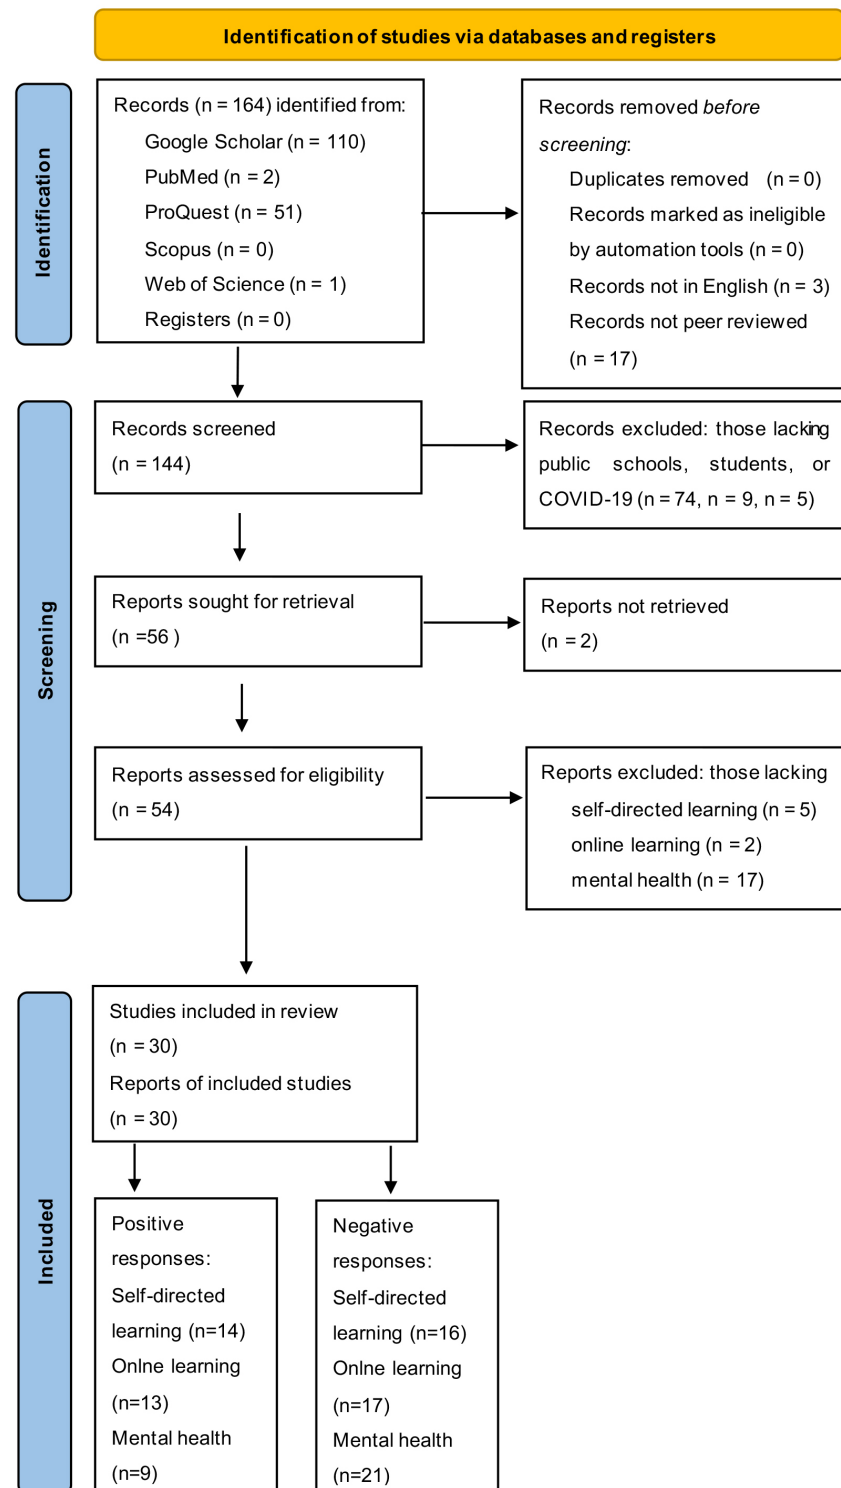 Identification of studies via databases and registers
Identification
Records (n = 164) identified from:
Google Scholar (n = 110)
PubMed (n = 2)
ProQuest (n = 51)
Scopus (n = 0)
Web of Science (n = 1)
Registers (n = 0)
Records removed before
screening:
Duplicates removed (n = 0)
Records marked as ineligible
by automation tools (n = 0)
Records not in English (n = 3)
Records not peer reviewed
(n = 17)
Screening
Records screened
(n = 144)
Records excluded: those lacking
public schools, students, or
COVID-19 (n = 74, n = 9, n = 5)
Reports sought for retrieval
(n =56 )
Reports not retrieved
(n = 2)
Reports assessed for eligibility
(n = 54)
Reports excluded: those lacking
self-directed learning (n = 5)
online learning (n = 2)
mental health (n = 17)
Included
Studies included in review
(n = 30)
Reports of included studies
(n = 30)
Positive
responses:
Self-directed
learning (n=14)
Onlne learning
(n=13)
Mental health
(n=9)
Negative
responses:
Self-directed
learning (n=16)
Onlne learning
(n=17)
Mental health
(n=21)